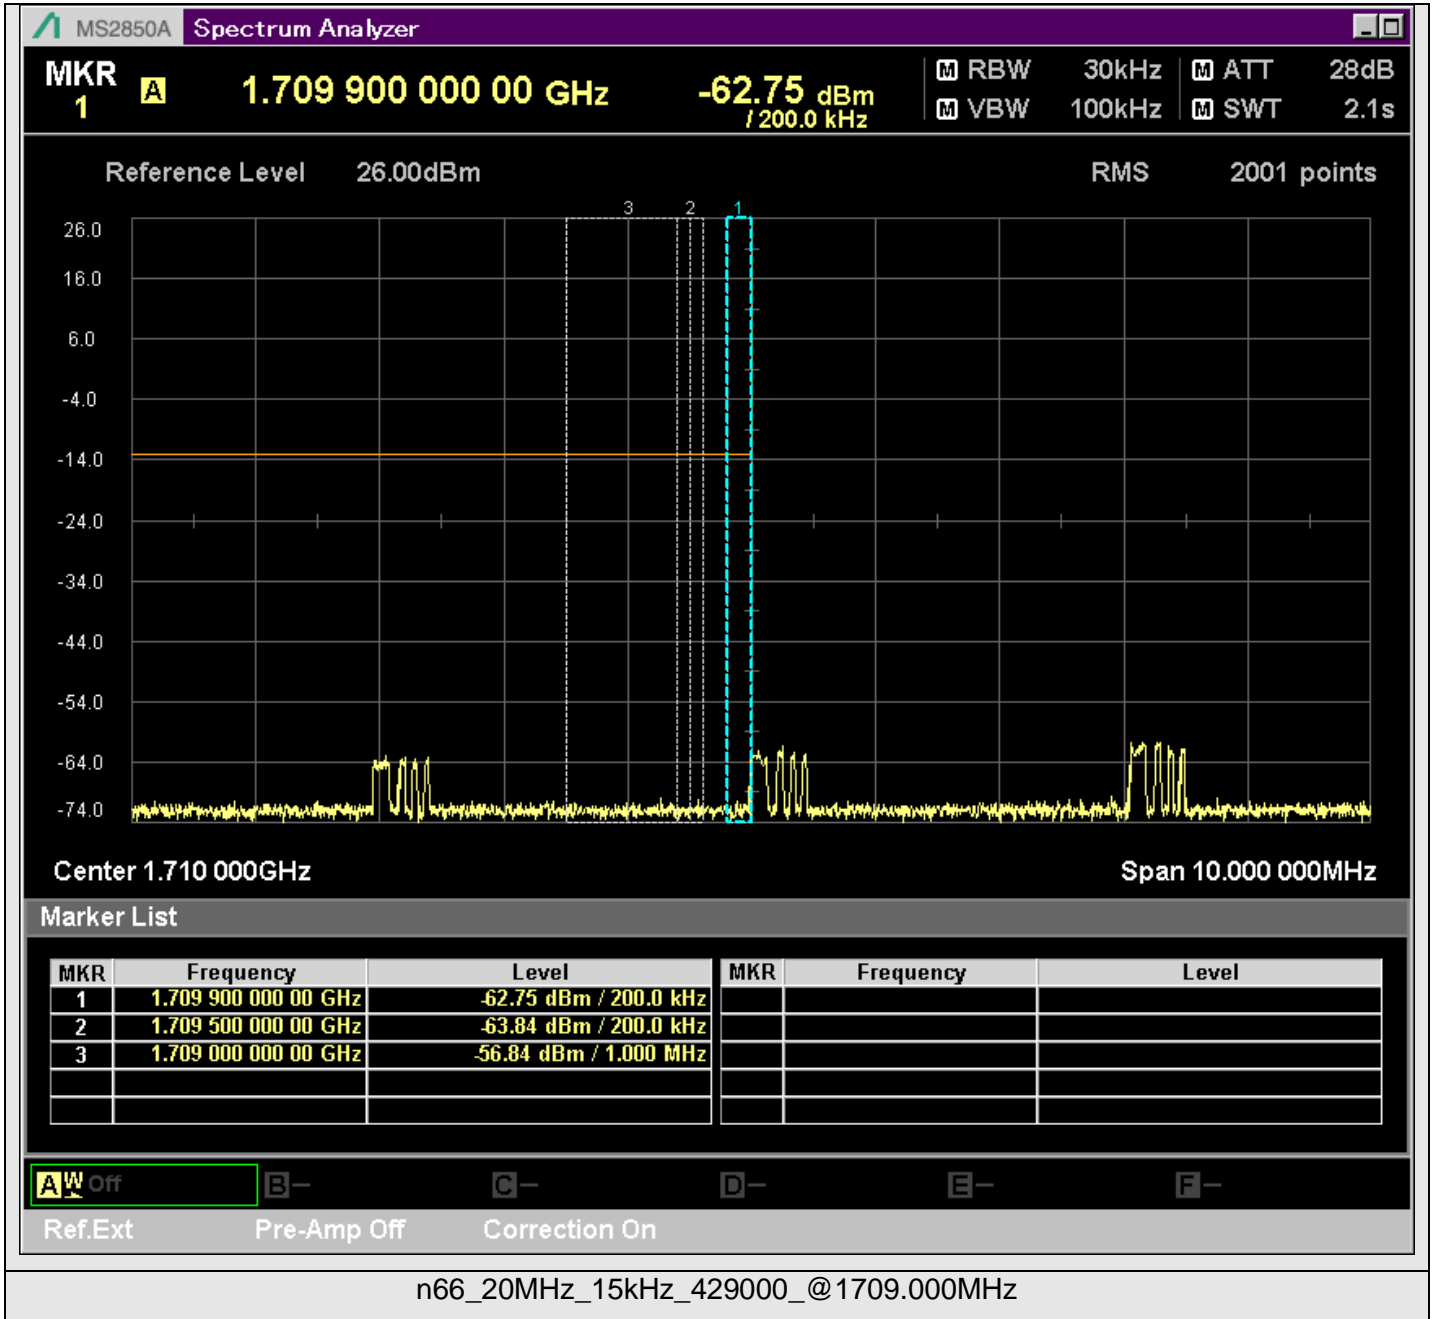 MS2850A Spectrum Analyzer
MKR 1 A 1.709 900 000 00 GHz -62.75 dBm / 200.0 kHz
M RBW 30kHz M ATT 28dB
M VBW 100kHz M SWT 2.1s
Reference Level 26.00dBm RMS 2001 points
3 2 1
26.0
16.0
6.0
-4.0
-14.0
-24.0
-34.0
-44.0
-54.0
-64.0
-74.0
Center 1.710 000GHz Span 10.000 000MHz
Marker List
MKR Frequency Level MKR Frequency Level
1 1.709 900 000 00 GHz -62.75 dBm / 200.0 kHz
2 1.709 500 000 00 GHz -63.84 dBm / 200.0 kHz
3 1.709 000 000 00 GHz -56.84 dBm / 1.000 MHz
A W Off B- C- D- E- F-
Ref.Ext Pre-Amp Off Correction On
n66_20MHz_15kHz_429000_@1709.000MHz